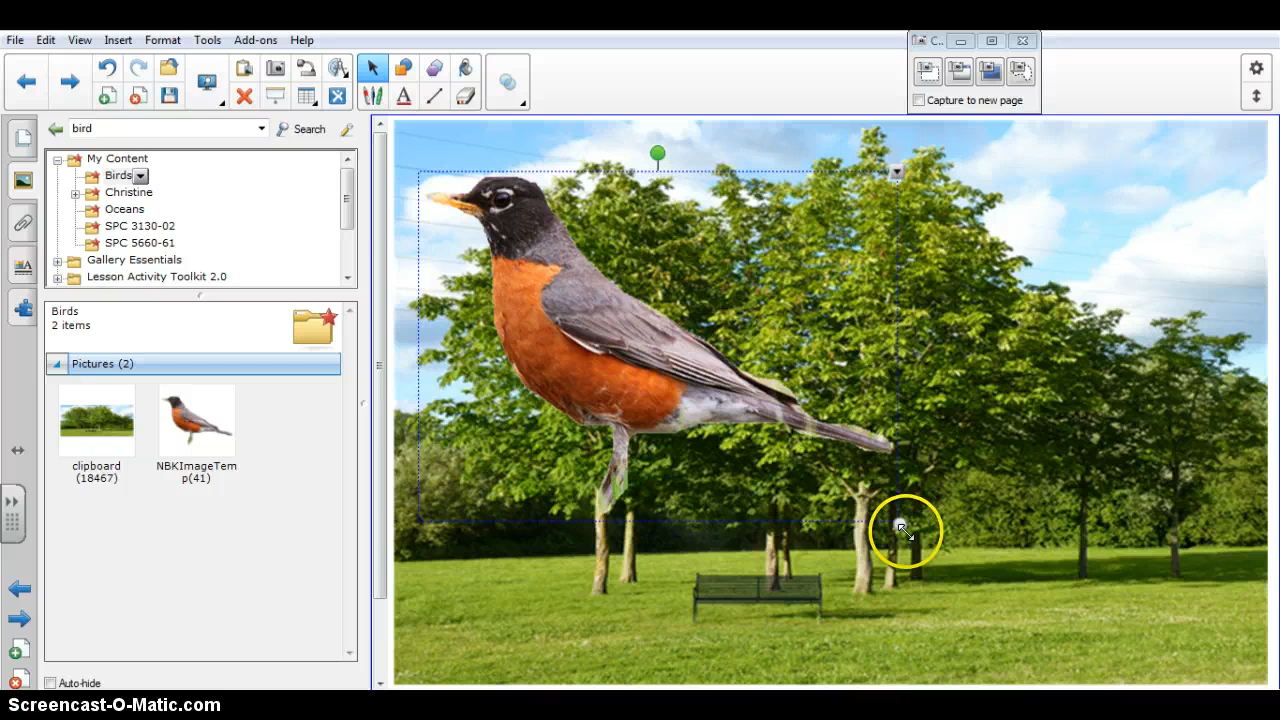 File Edit View Insert Format Tools Add-ons Help
C..
Capture to new page
bird
Search
My Content
Birds
Christine
Oceans
SPC 3130-02
SPC 5660-61
Gallery Essentials
Lesson Activity Toolkit 2.0
Birds
2 items
Pictures (2)
clipboard
(18467)
NBKImageTem
p(41)
Auto-hide
Screencast-O-Matic.com